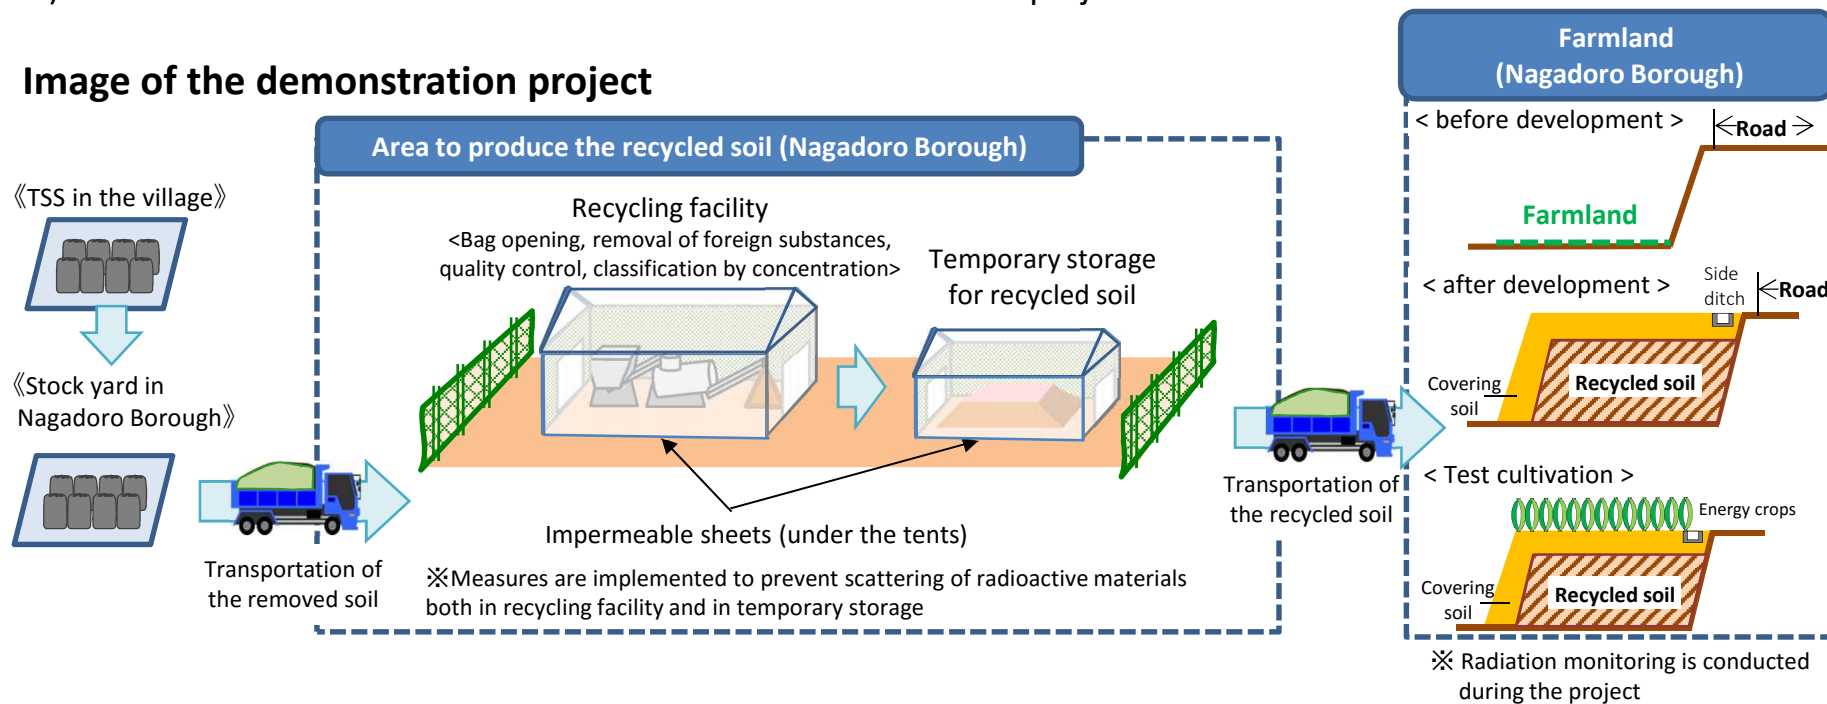 Image of the demonstration project
《TSS in the village》
《Stock yard in
Nagadoro Borough》
Transportation of
the removed soil
Area to produce the recycled soil (Nagadoro Borough)
Recycling facility
<Bag opening, removal of foreign substances,
quality control, classification by concentration>
Temporary storage
for recycled soil
Impermeable sheets (under the tents)
※Measures are implemented to prevent scattering of radioactive materials
both in recycling facility and in temporary storage
Transportation of
the recycled soil
Farmland
(Nagadoro Borough)
< before development >
Road
Farmland
< after development >
Side
ditch
Road
Covering
soil
Recycled soil
< Test cultivation >
Energy crops
Covering
soil
Recycled soil
※ Radiation monitoring is conducted
during the project